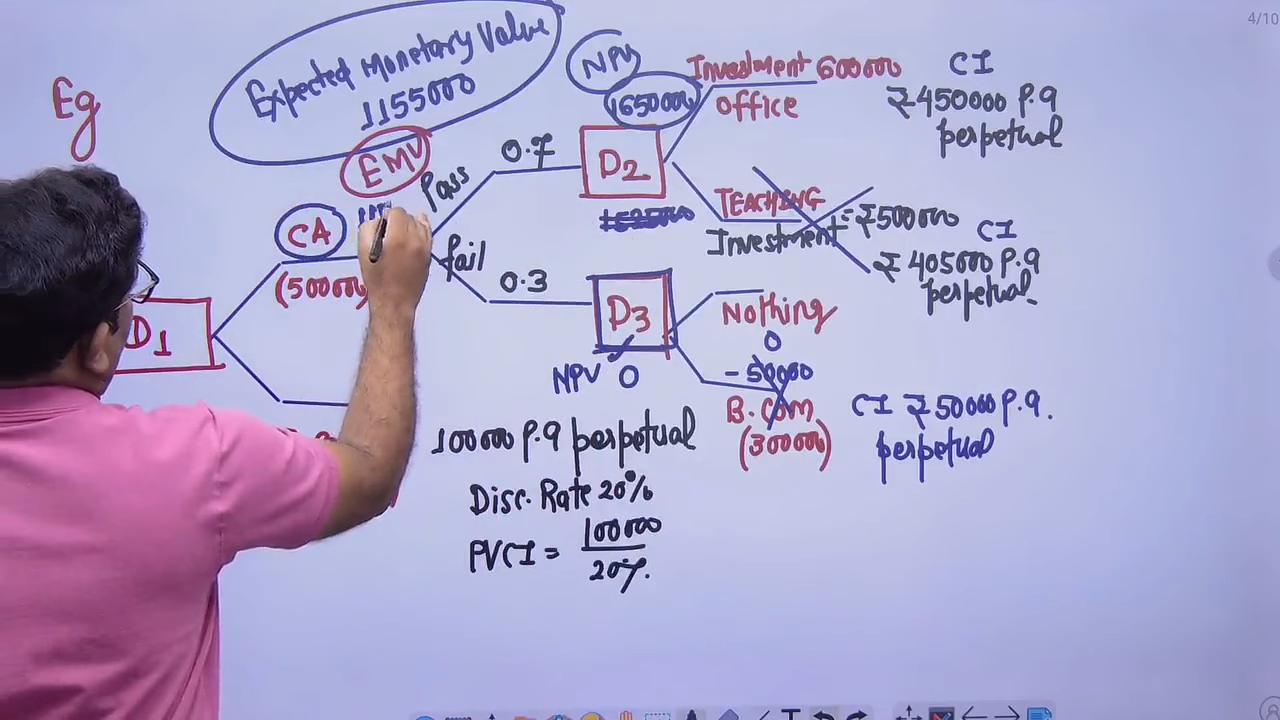 4/10
Eg
Expected Monetary Value
1155000
EMV
CA
(500000
D1
Pass
0.7
fail
0.3
NPV
1650000
D2
1525000
Investment 600000
office
CI
₹450000 P.a
perpetual
TEACHING
Investment = ₹500000
CI
₹405000 P.a
perpetual
D3
NPV 0
Nothing
0
-50000
B.Com
(300000)
CI ₹50000 P.a.
perpetual
100000 P.a perpetual
Disc. Rate 20%
PVCI = 100000
20%